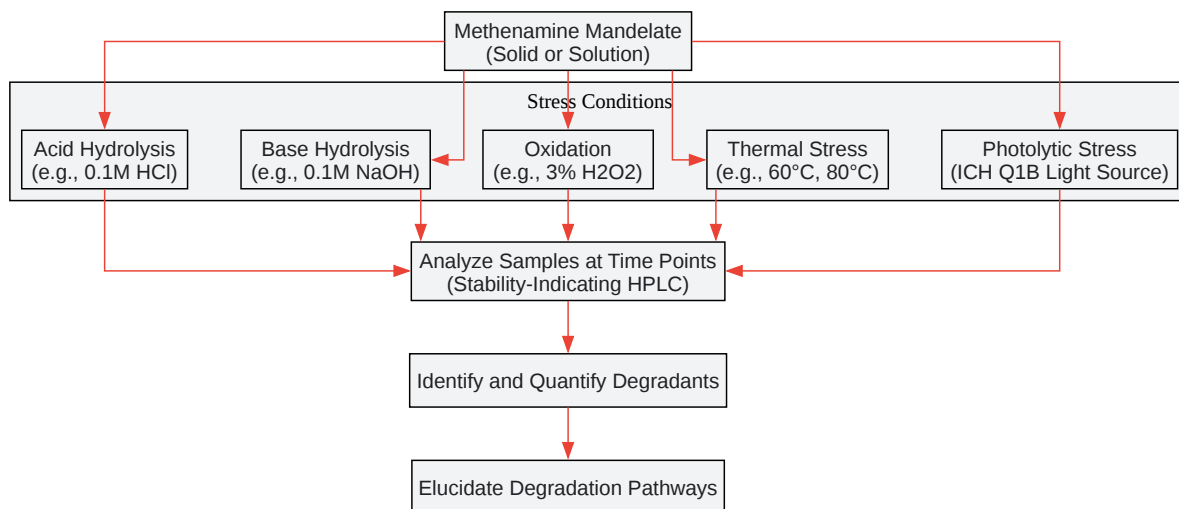 Methenamine Mandelate
(Solid or Solution)
Stress Conditions
Acid Hydrolysis
(e.g., 0.1M HCl)
Base Hydrolysis
(e.g., 0.1M NaOH)
Oxidation
(e.g., 3% H2O2)
Thermal Stress
(e.g., 60°C, 80°C)
Photolytic Stress
(ICH Q1B Light Source)
Analyze Samples at Time Points
(Stability-Indicating HPLC)
Identify and Quantify Degradants
Elucidate Degradation Pathways